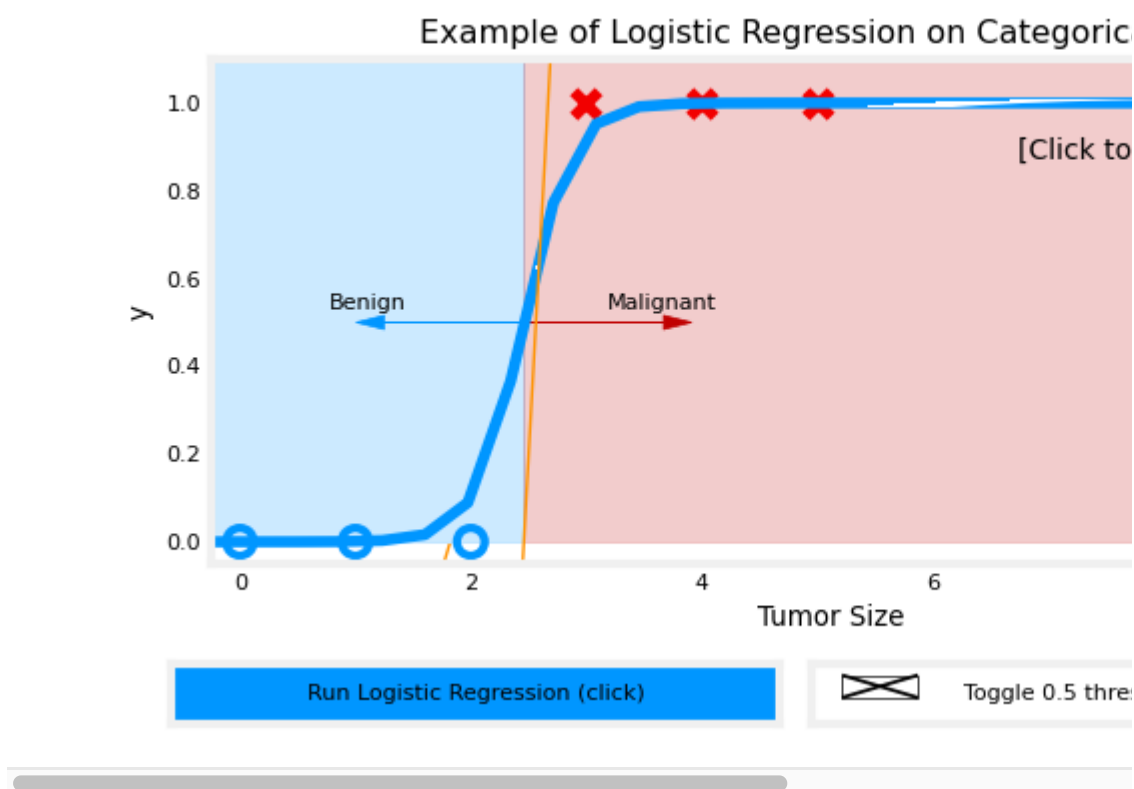 Example of Logistic Regression on Categorica
1.0
[Click to
0.8
0.6
Benign
Malignant
y
0.4
0.2
0.0
0 2 4 6
Tumor Size
Run Logistic Regression (click)
Toggle 0.5 thres